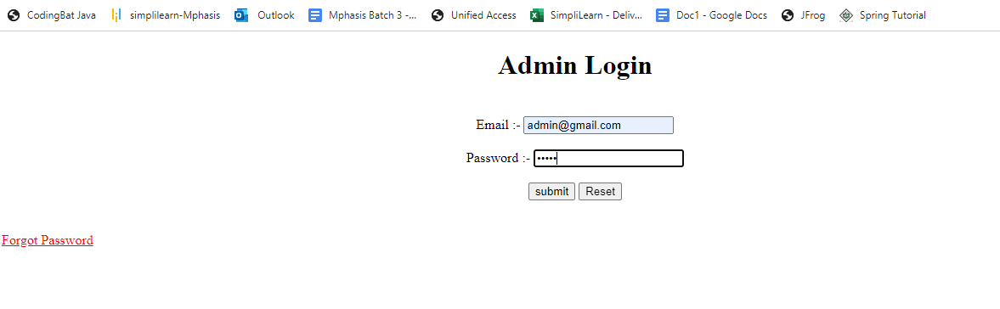 CodingBat Java simplilearn-Mphasis Outlook Mphasis Batch 3 -... Unified Access SimpliLearn - Deliv... Doc1 - Google Docs JFrog Spring Tutorial
Admin Login
Email :- admin@gmail.com
Password :- •••••
submit Reset
Forgot Password